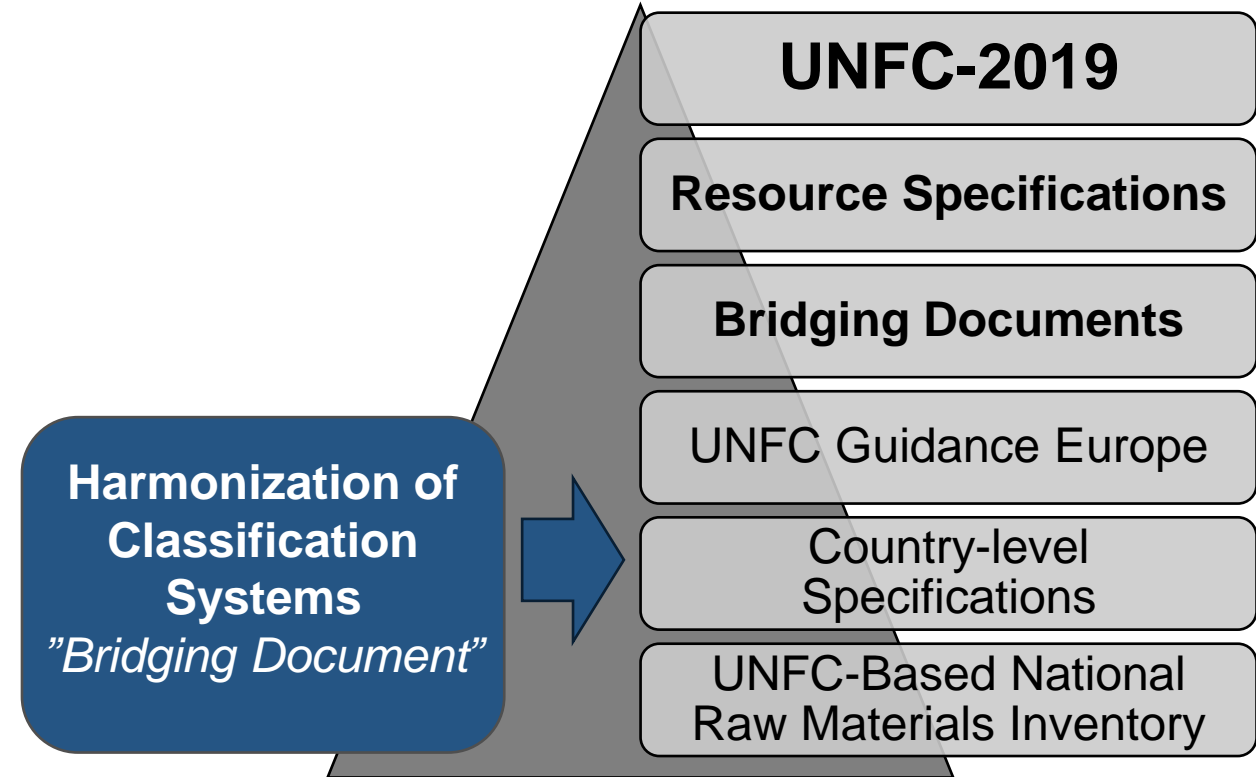 UNFC-2019
Resource Specifications
Bridging Documents
UNFC Guidance Europe
Country-level
Specifications
UNFC-Based National
Raw Materials Inventory
Harmonization of
Classification
Systems
”Bridging Document”